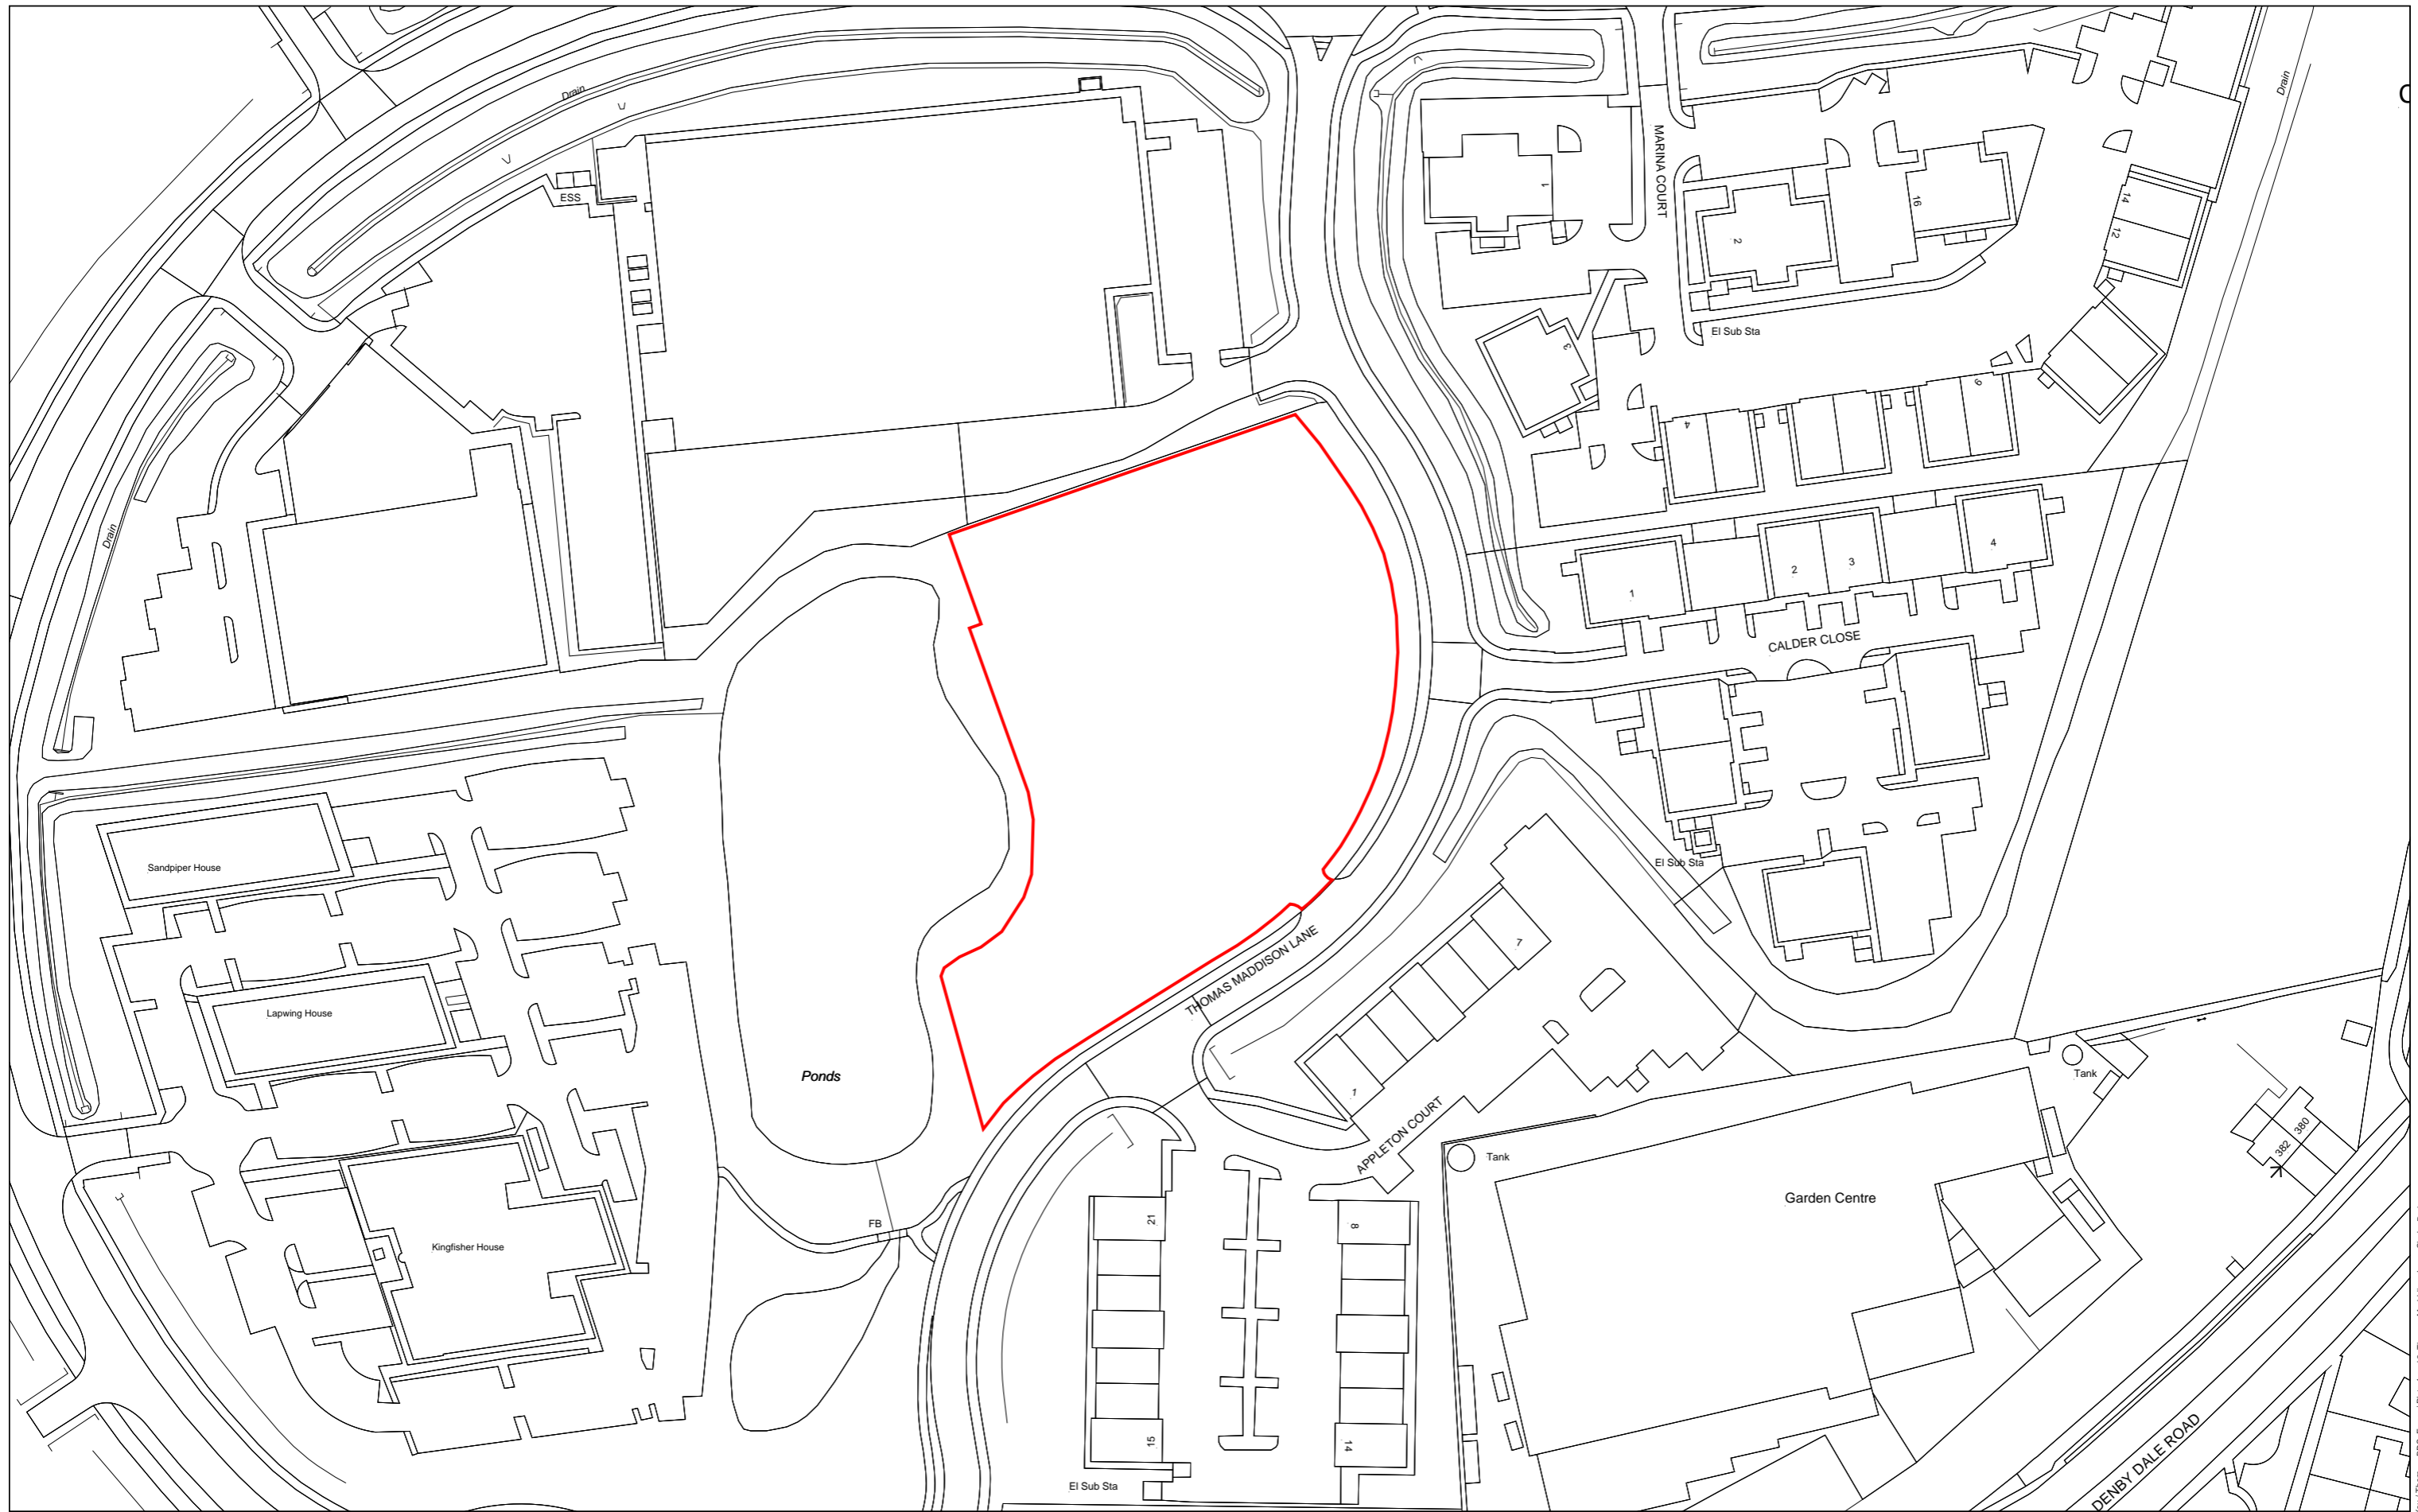 Drain
Drain
ESS
MARINA COURT
1
2
16
14
12
El Sub Sta
3
4
9
Drain
1
2
3
4
CALDER CLOSE
Sandpiper House
El Sub Sta
7
THOMAS MADDISON LANE
Lapwing House
Ponds
1
Tank
APPLETON COURT
Tank
380
382
Garden Centre
FB
21
8
Kingfisher House
15
14
El Sub Sta
DENBY DALE ROAD